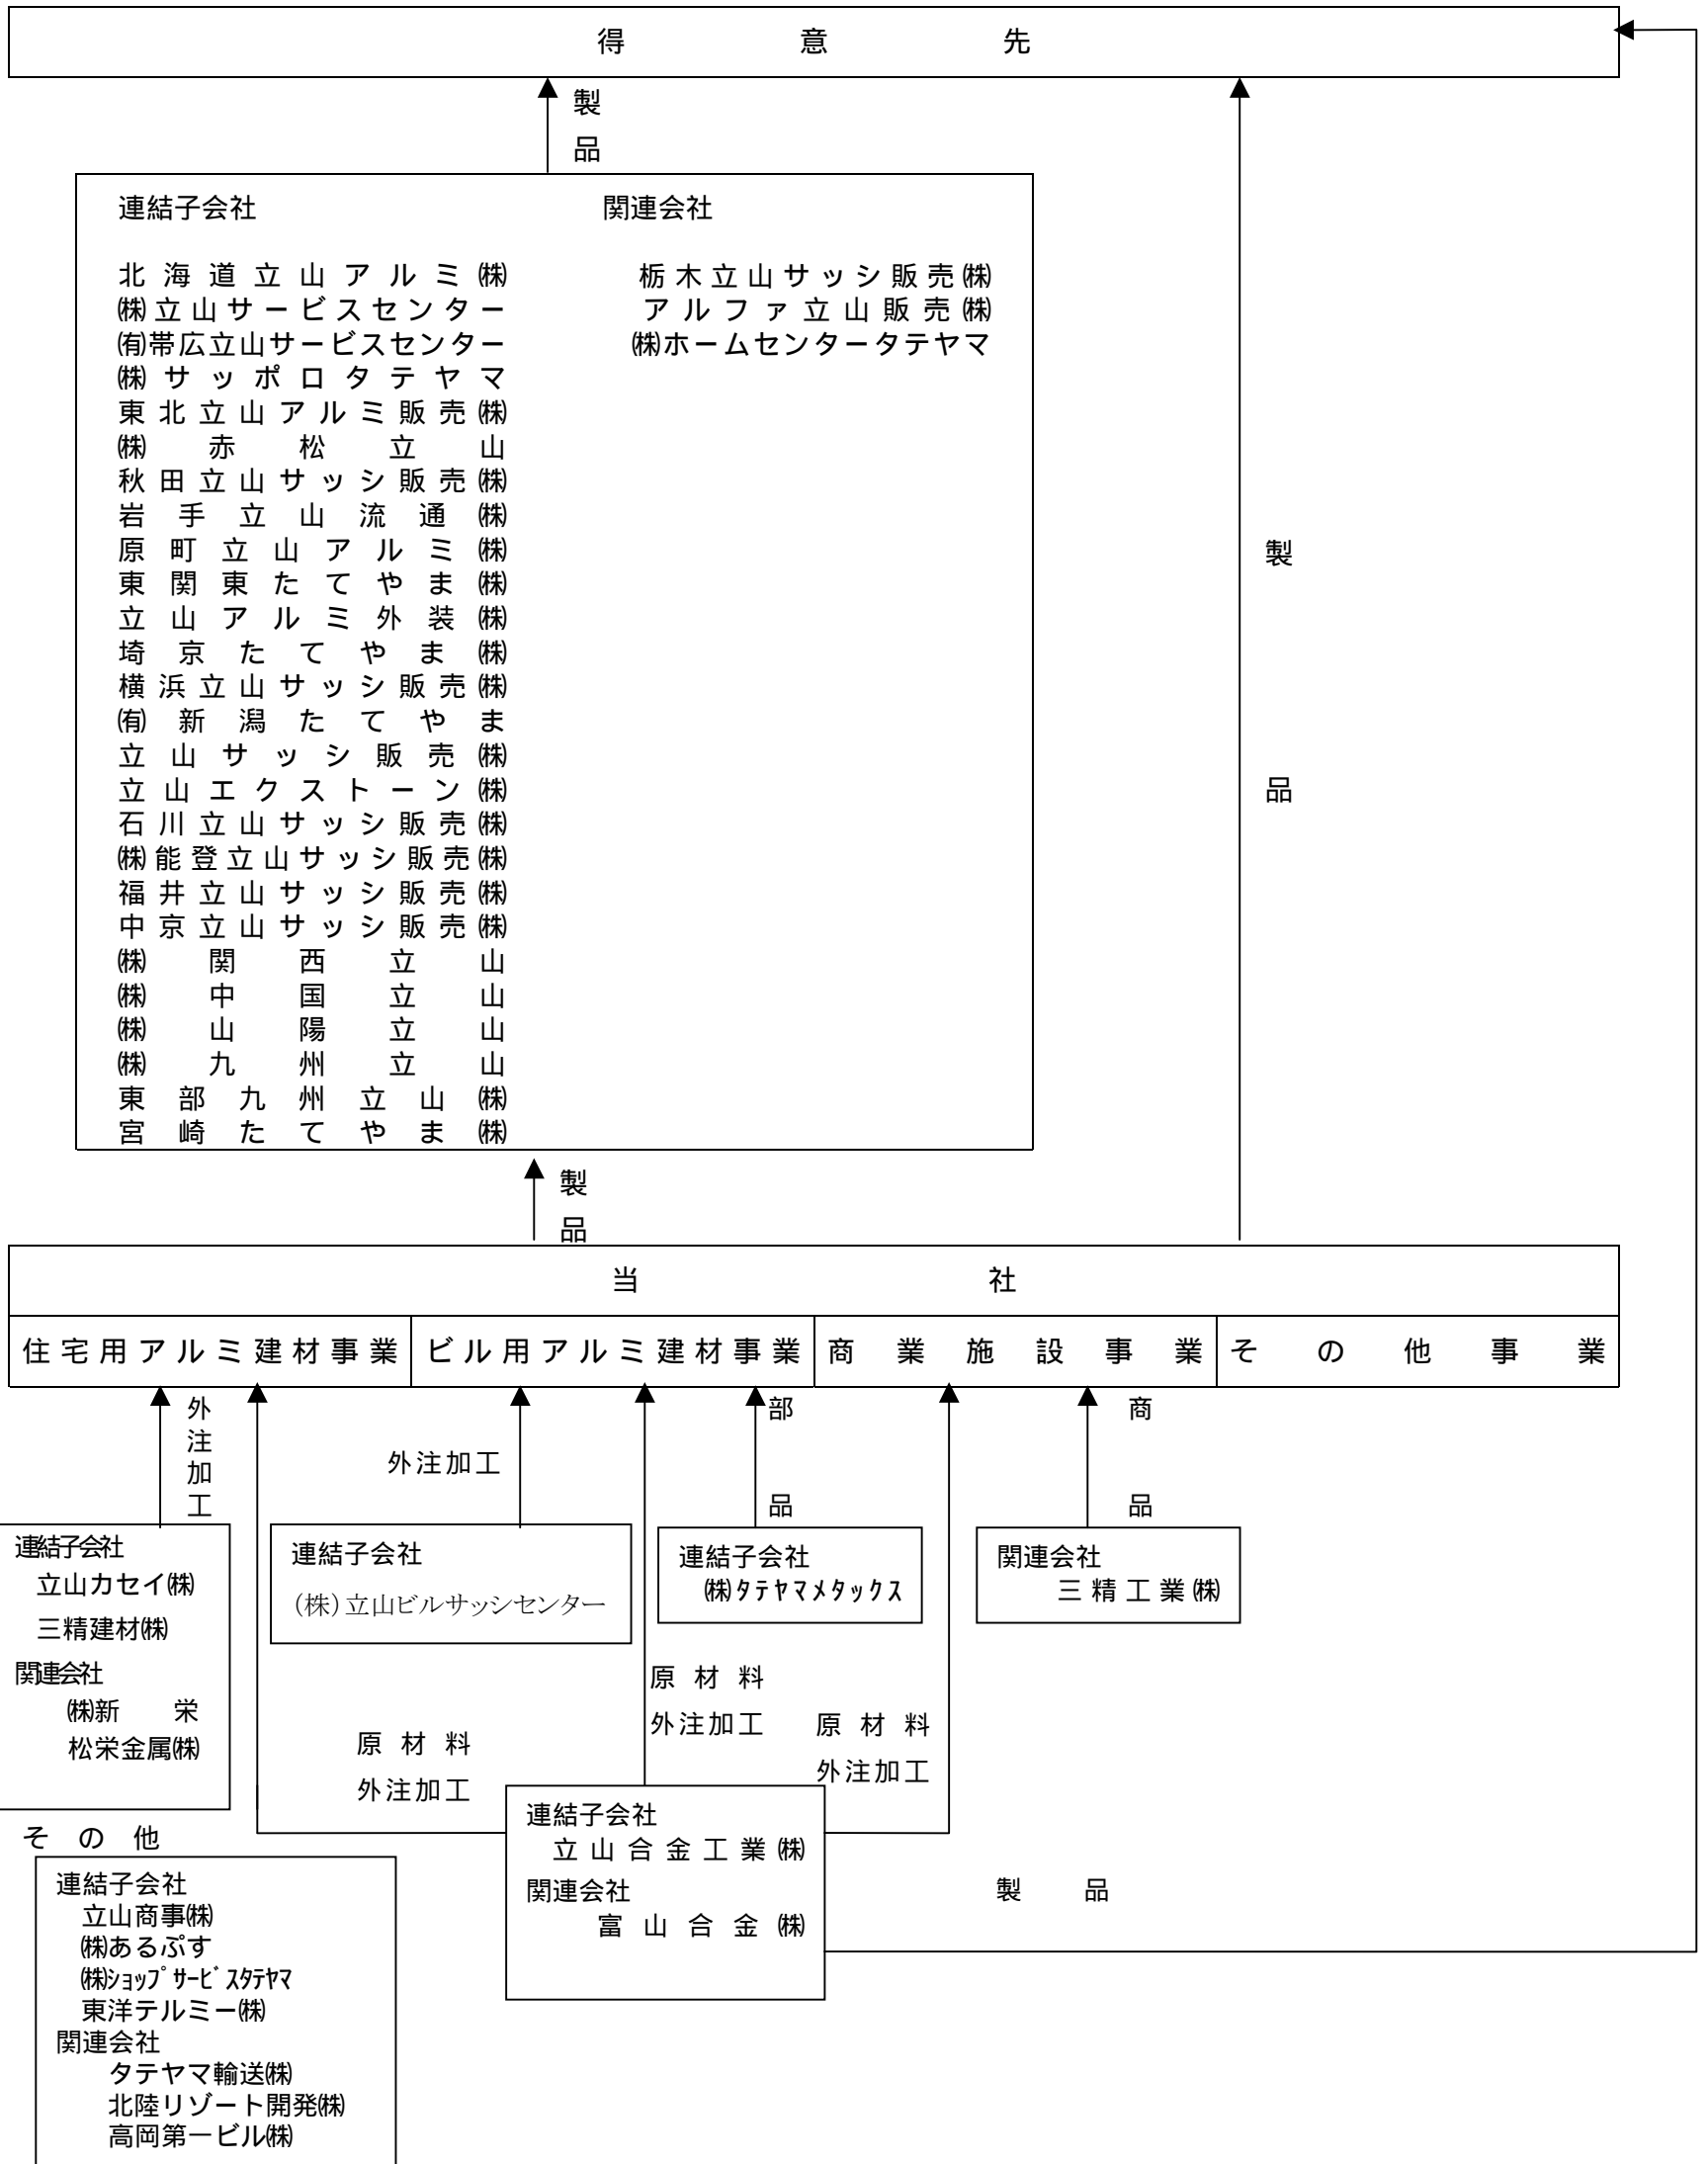 得意先
製品
連結子会社
北海道立山アルミ㈱
㈱立山サービスセンター
㈲帯広立山サービスセンター
㈱サッポロタテヤマ
東北立山アルミ販売㈱
㈱赤松立山
秋田立山サッシ販売㈱
岩手立山流通㈱
原町立山アルミ㈱
東関東たてやま㈱
立山アルミ外装㈱
埼京たてやま㈱
横浜立山サッシ販売㈱
㈲新潟たてやま
立山サッシ販売㈱
立山エクストーン㈱
石川立山サッシ販売㈱
㈱能登立山サッシ販売㈱
福井立山サッシ販売㈱
中京立山サッシ販売㈱
㈱関西立山
㈱中国立山
㈱山陽立山
㈱九州立山
東部九州立山㈱
宮崎たてやま㈱
関連会社
栃木立山サッシ販売㈱
アルファ立山販売㈱
㈱ホームセンタータテヤマ
製品
製品
当社
住宅用アルミ建材事業
ビル用アルミ建材事業
商業施設事業
その他事業
外注加工
外注加工
部品
商品
連結子会社
立山カセイ㈱
三精建材㈱
関連会社
㈱新栄
松栄金属㈱
連結子会社
（株）立山ビルサッシセンター
連結子会社
㈱タテヤマメタックス
関連会社
三精工業㈱
原材料
外注加工
原材料
外注加工
原材料
外注加工
連結子会社
立山合金工業㈱
関連会社
富山合金㈱
製品
その他
連結子会社
立山商事㈱
㈱あるぷす
㈱ｼｮｯﾌﾟｻｰﾋﾞｽﾀﾃﾔﾏ
東洋テルミー㈱
関連会社
タテヤマ輸送㈱
北陸リゾート開発㈱
高岡第一ビル㈱